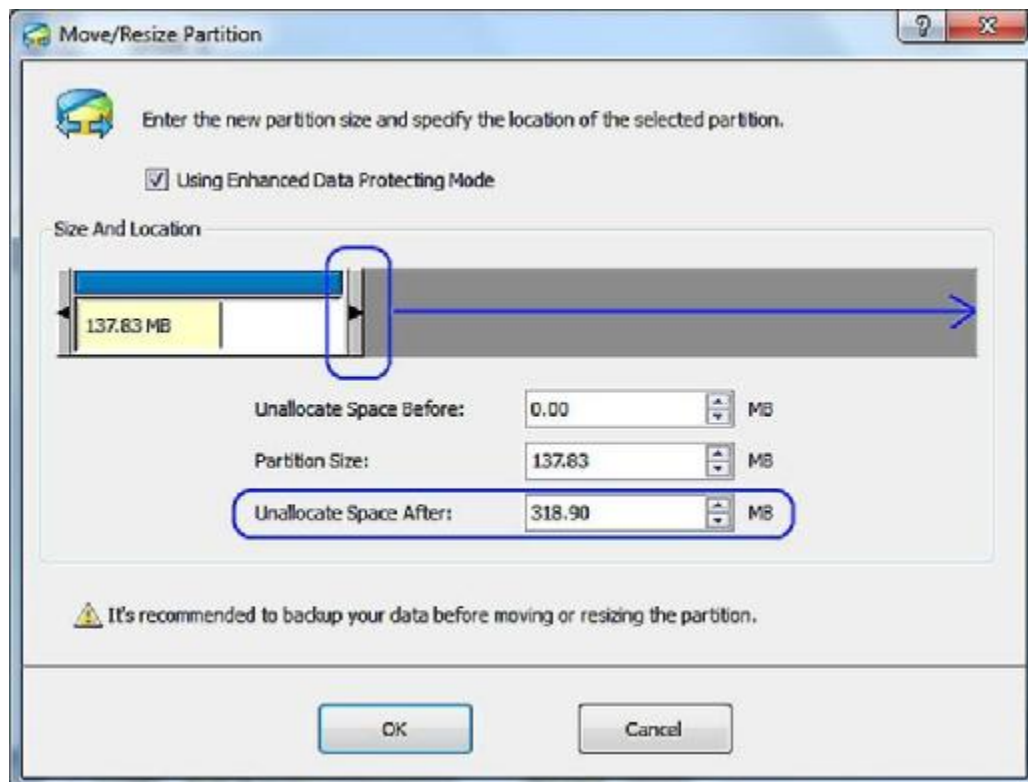 Move/Resize Partition
Enter the new partition size and specify the location of the selected partition.
Using Enhanced Data Protecting Mode
Size And Location
137.83 MB
Unallocate Space Before: 0.00 MB
Partition Size: 137.83 MB
Unallocate Space After: 318.90 MB
It's recommended to backup your data before moving or resizing the partition.
OK Cancel